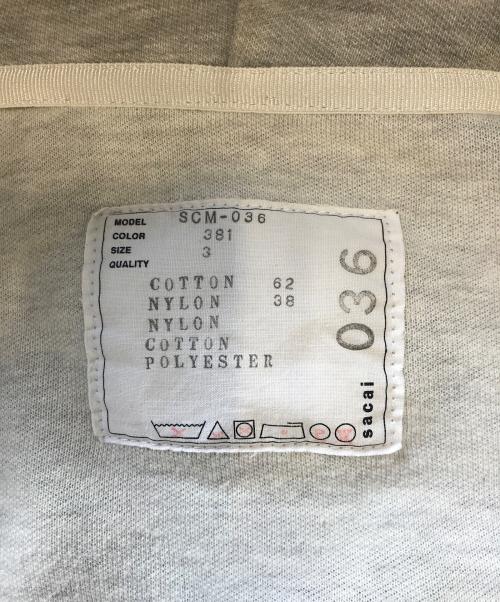 MODEL SCM-036
COLOR 381
SIZE 3
QUALITY
COTTON 62
NYLON 38
NYLON
COTTON
POLYESTER
036
sacai